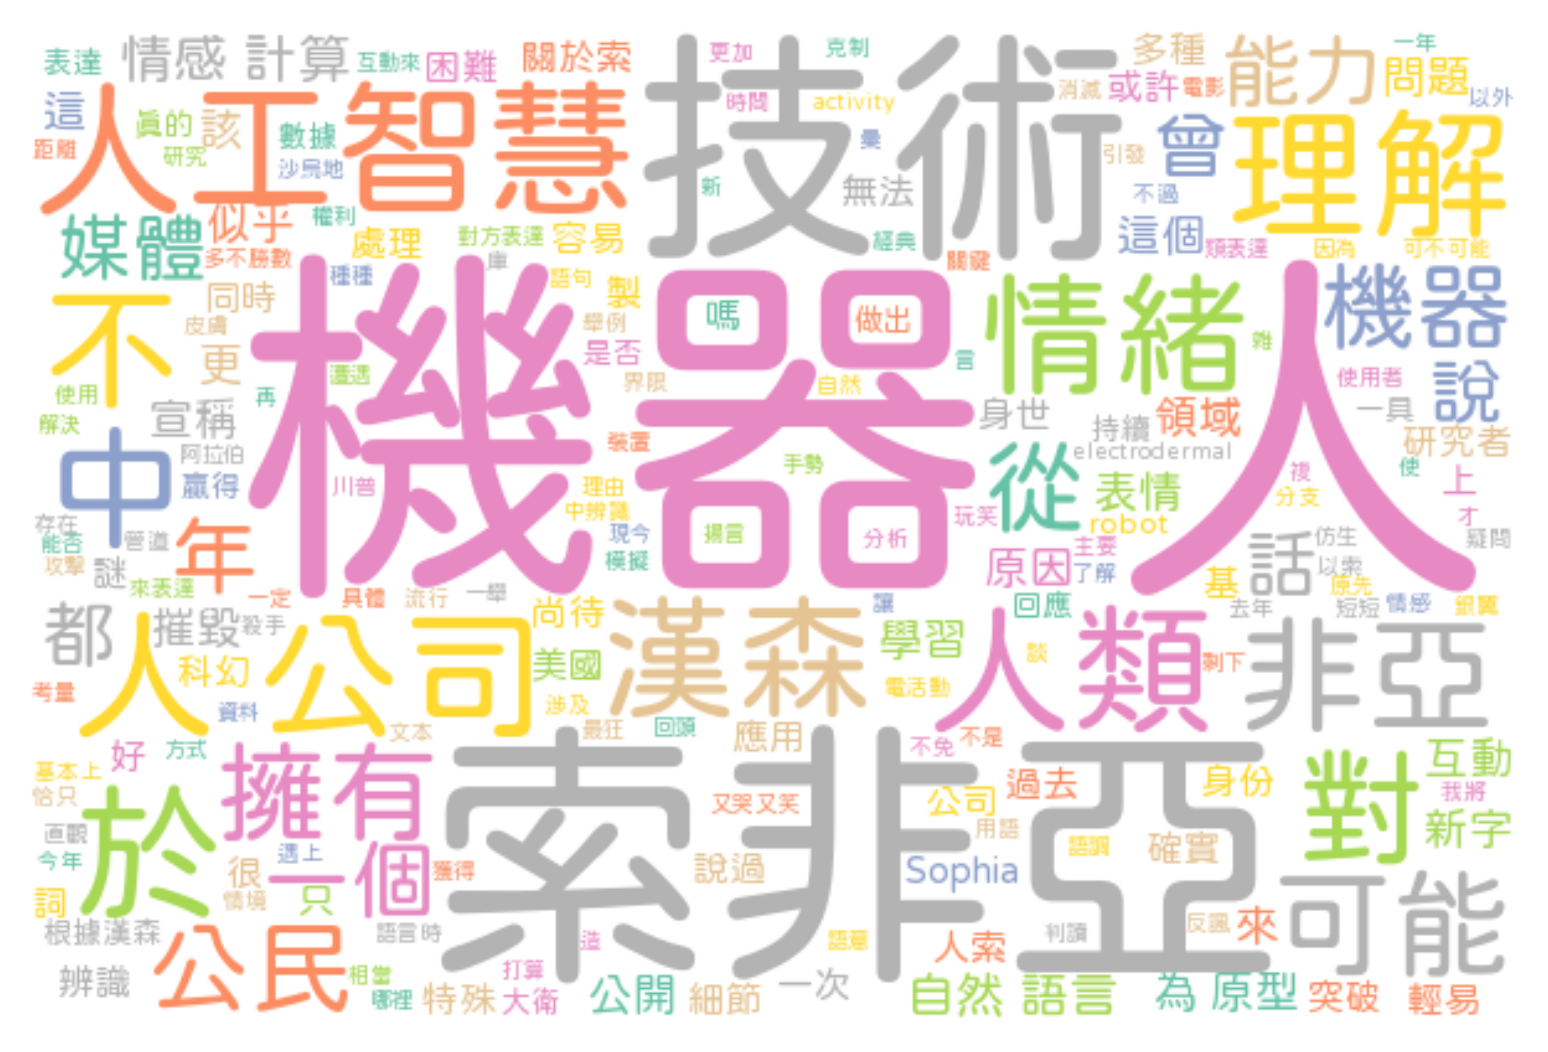 表達
情感 計算
互動來
困難
關於索
技術
更加
克制
多種
能力
一年
問題
以外
這
人工智慧
眞的
該
數據
時間
activity
消滅
或許
電影
曾
理解
距離
研究
沙烏地
彙
引發
新
無法
不過
媒體
似乎
權利
處理
對方表達
容易
經典
這個
類表達
因為
可不可能
多不勝數
種種
庫
關鍵
機器人
語句
製
嗎
做出
情緒
機器
不
同時
皮膚
舉例
更
是否
遭遇
界限
自然
言
雜
使用者
說
使用
再
解決
宣稱
身世
持續
領域
一具
研究者
裝置
阿拉伯
electrodermal
中
贏得
川普
手勢
從
表情
複
使
上
理由
分支
中辨識
玩笑
robot
才
存在
能否
管道
年
現今
揚言
分析
主要
話
仿生
疑問
攻擊
謎
模擬
原因
了解
以索
來表達
基
原先
一定
具體
流行
一舉
讓
回應
去年
短短
情感
銀翼
都
摧毀
殺手
尚待
漢森
學習
人類
非亞
人公司
科幻
美國
談
剩下
考量
資料
涉及
電活動
文本
最狂
回頭
應用
不免
不是
好
方式
擁有
索非亞
對
互動
基本上
恰只
於
又哭又笑
公司
過去
身份
我將
直觀
用語
新字
今年
遇上
語調
確實
很
一個
獲得
說過
Sophia
可能
詞
情境
只
根據漢森
公民
語言時
造
語意
人索
判讀
反諷
來
辨識
相當
打算
一次
哪裡
特殊
大衛
公開
細節
自然 語言
為
原型
突破
輕易